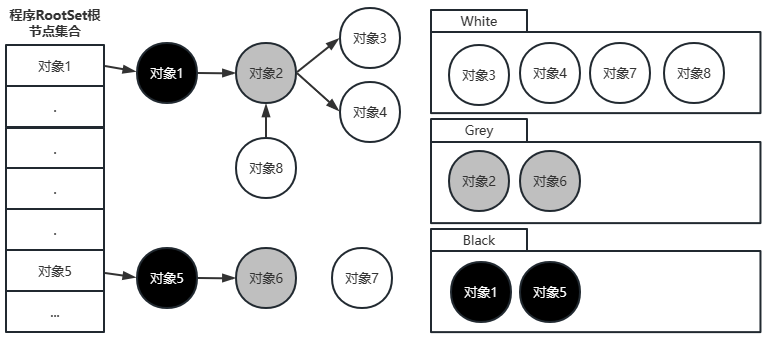 程序RootSet根
节点集合
对象1
.
.
.
.
对象5
...
对象1
对象2
对象3
对象4
对象8
对象5
对象6
对象7
White
对象3
对象4
对象7
对象8
Grey
对象2
对象6
Black
对象1
对象5